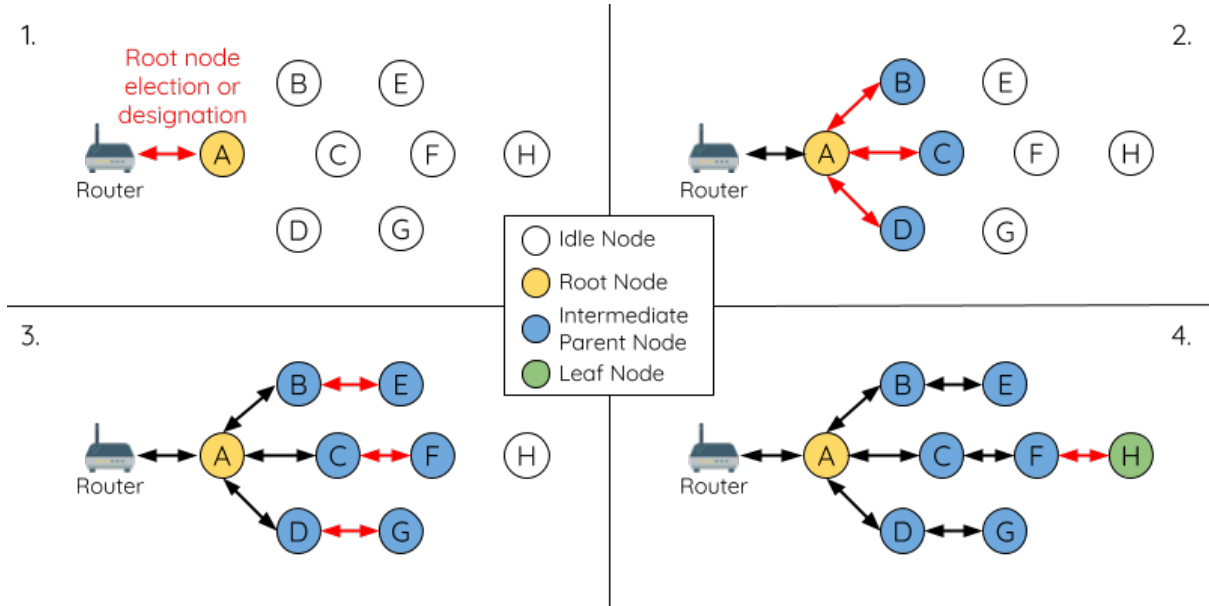 1.
Root node
election or
designation
B
E
A
C
F
H
Router
D
G
2.
B
E
A
C
F
H
Router
D
G
Idle Node
Root Node
Intermediate
Parent Node
Leaf Node
3.
B
E
A
C
F
H
Router
D
G
4.
B
E
A
C
F
H
Router
D
G